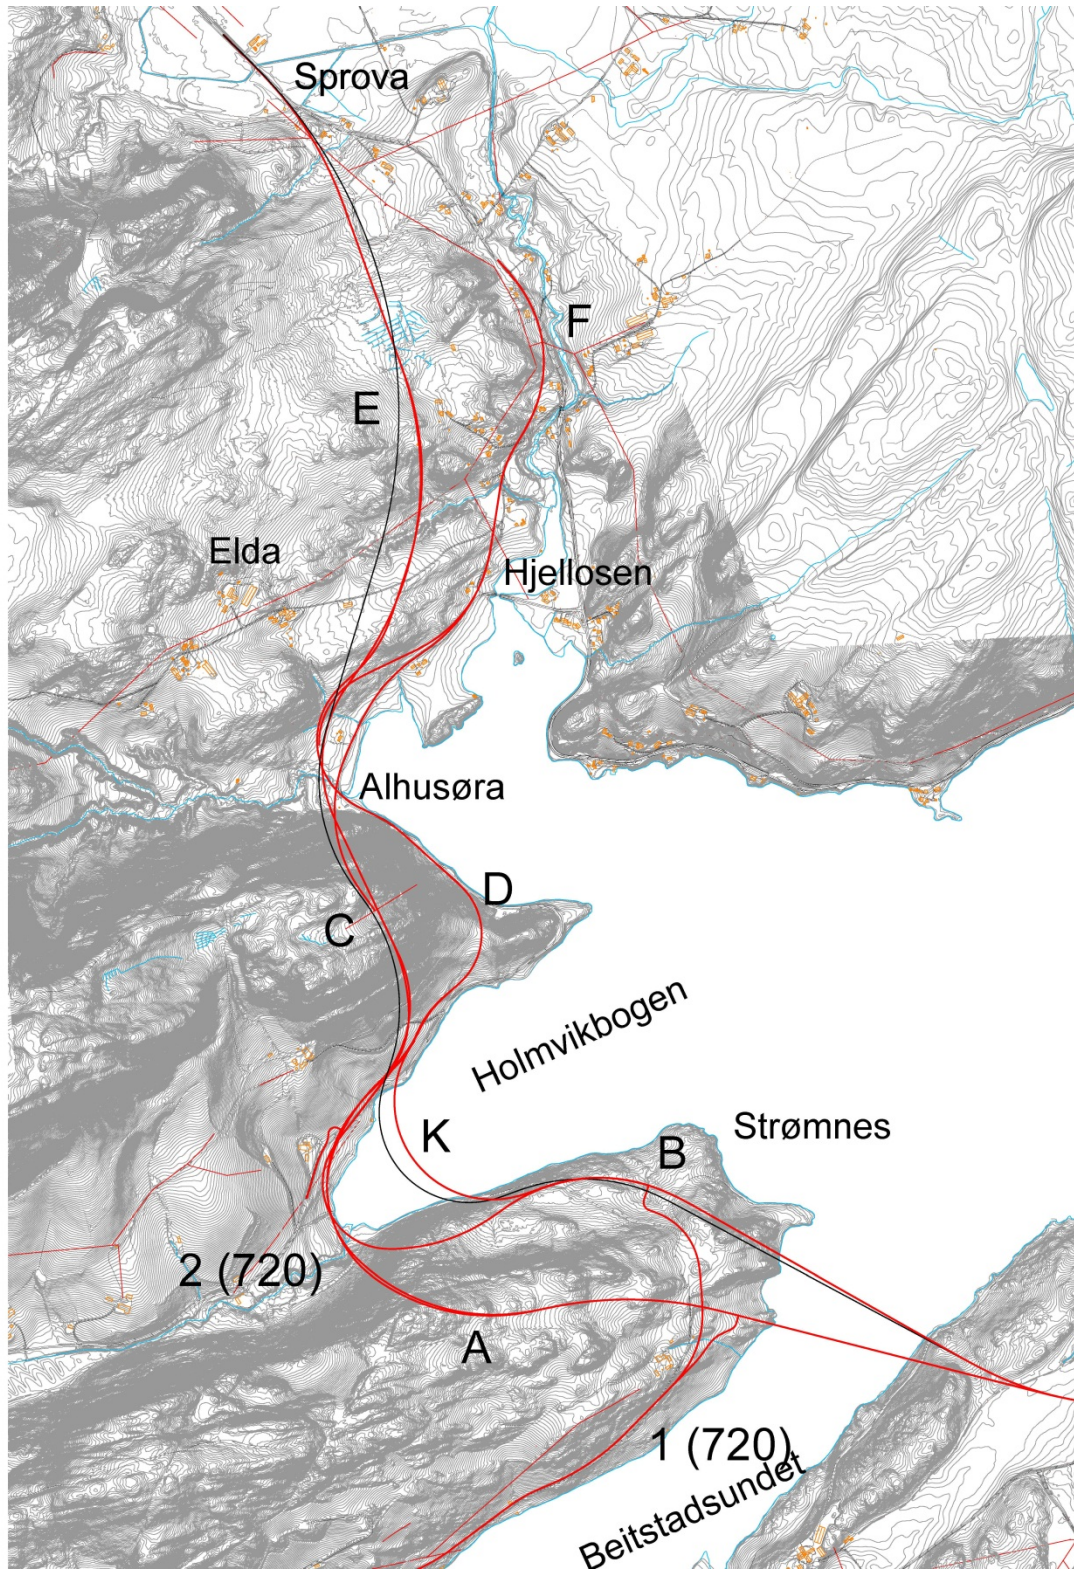 Sprova
F
E
Elda
Hjellosen
Alhusøra
D
C
Holmvikbogen
K
Strømnes
B
2 (720)
A
1 (720)
Beitstadsundet